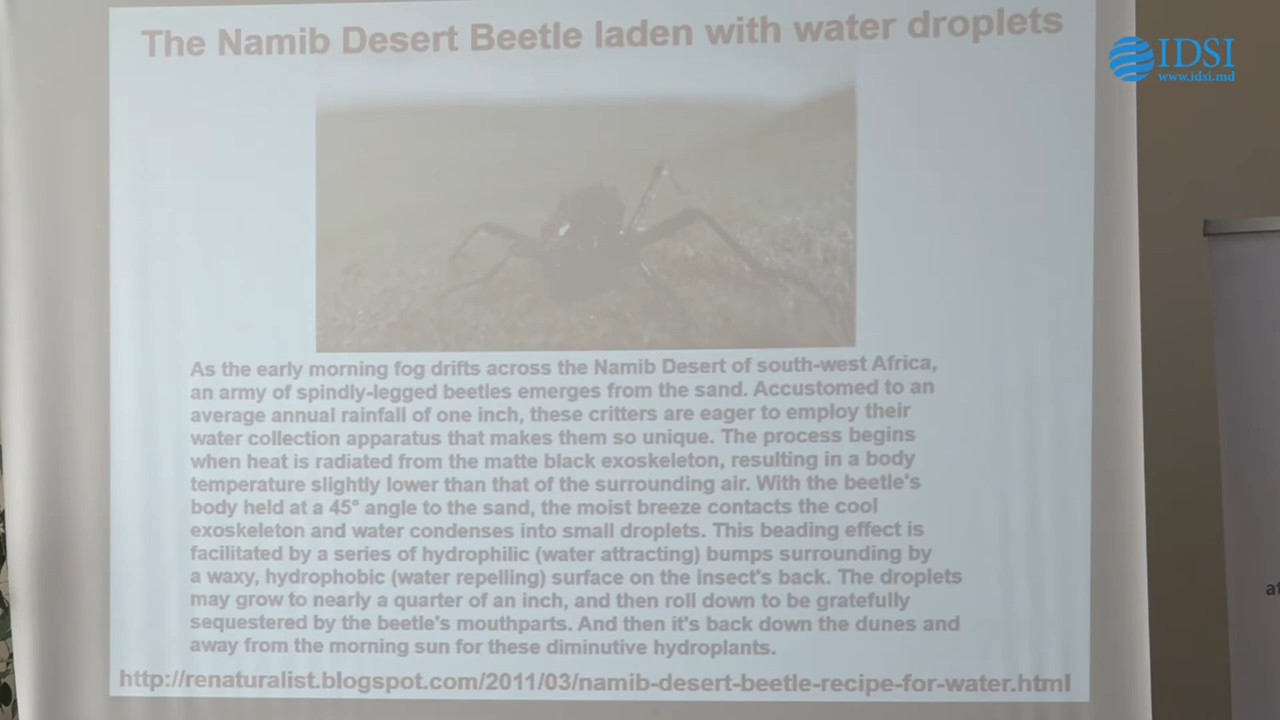 The Namib Desert Beetle laden with water droplets
IDSI
www.idsi.md
As the early morning fog drifts across the Namib Desert of south-west Africa,
an army of spindly-legged beetles emerges from the sand. Accustomed to an
average annual rainfall of one inch, these critters are eager to employ their
water collection apparatus that makes them so unique. The process begins
when heat is radiated from the matte black exoskeleton, resulting in a body
temperature slightly lower than that of the surrounding air. With the beetle's
body held at a 45° angle to the sand, the moist breeze contacts the cool
exoskeleton and water condenses into small droplets. This beading effect is
facilitated by a series of hydrophilic (water attracting) bumps surrounding by
a waxy, hydrophobic (water repelling) surface on the insect's back. The droplets
may grow to nearly a quarter of an inch, and then roll down to be gratefully
sequestered by the beetle's mouthparts. And then it's back down the dunes and
away from the morning sun for these diminutive hydroplants.
http://renaturalist.blogspot.com/2011/03/namib-desert-beetle-recipe-for-water.html